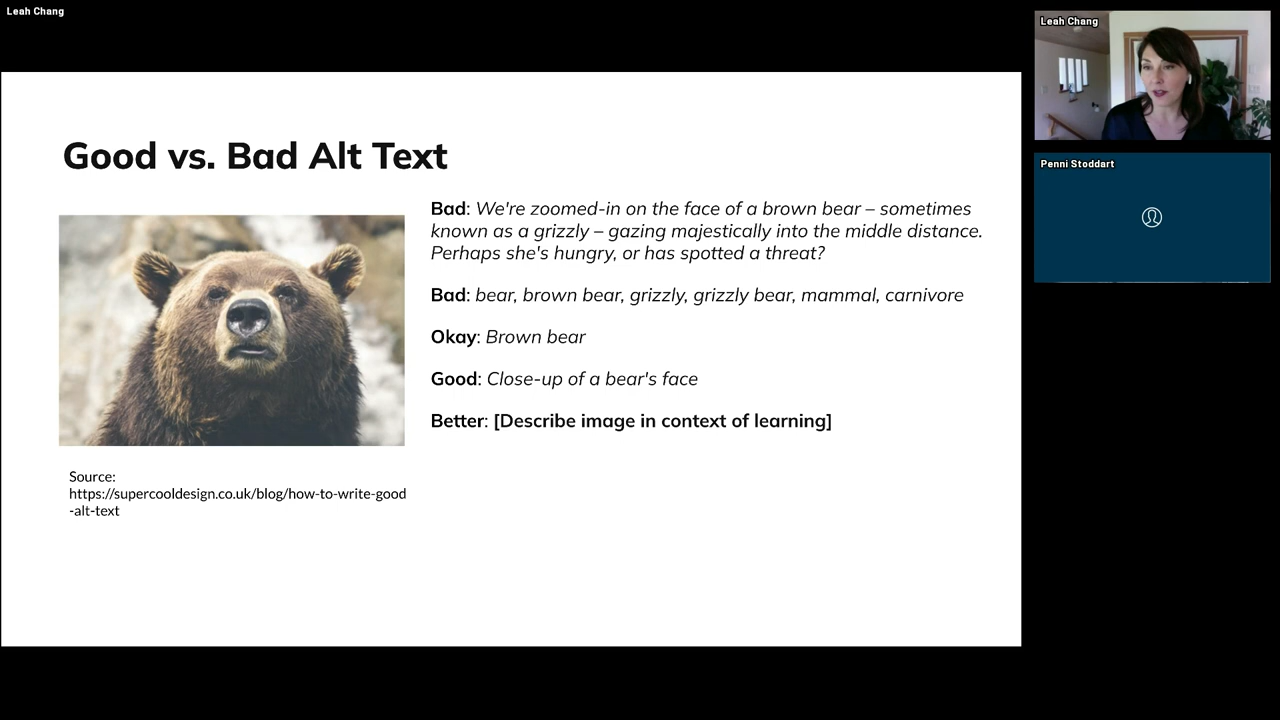 Leah Chang
Leah Chang
Penni Stoddart
Good vs. Bad Alt Text
Bad: We're zoomed-in on the face of a brown bear – sometimes
known as a grizzly – gazing majestically into the middle distance.
Perhaps she's hungry, or has spotted a threat?
Bad: bear, brown bear, grizzly, grizzly bear, mammal, carnivore
Okay: Brown bear
Good: Close-up of a bear's face
Better: [Describe image in context of learning]
Source:
https://supercooldesign.co.uk/blog/how-to-write-good
-alt-text